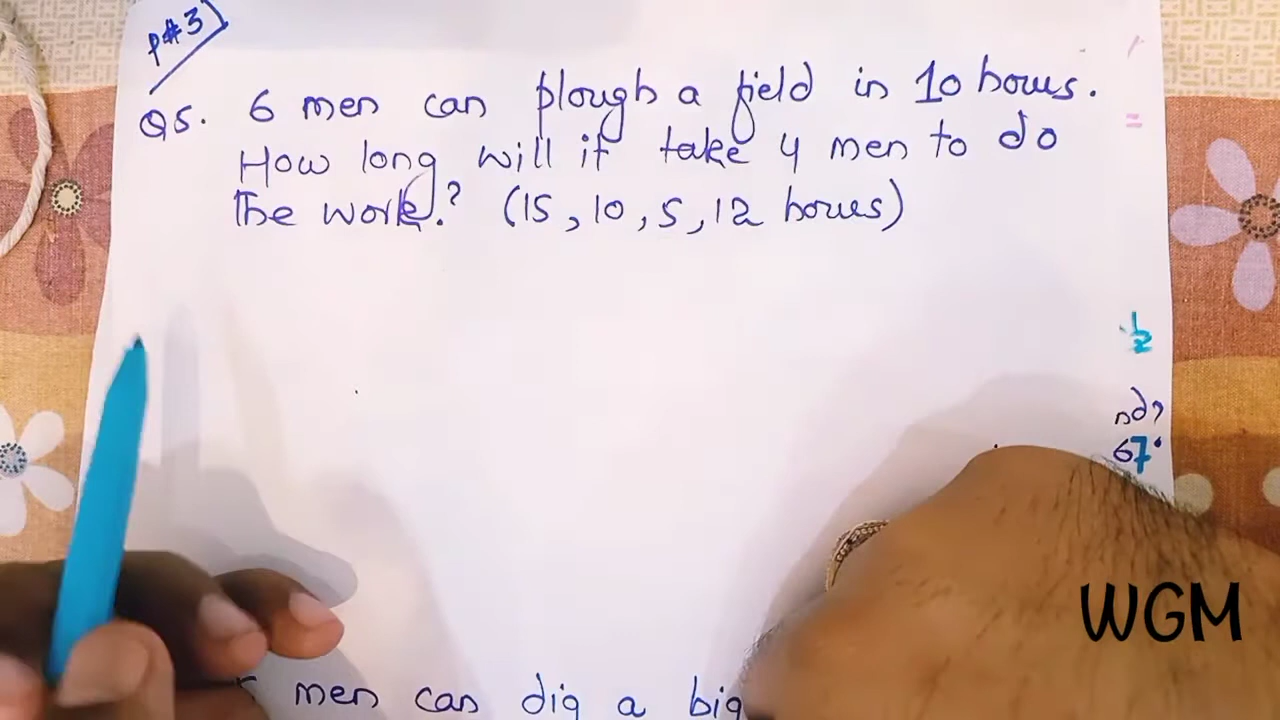 P#3
Q5. 6 men can plough a field in 10 hours.
How long will it take 4 men to do
the work.? (15, 10, 5, 12 hours)
1/2
nd?
67°
WGM
men can dig a big